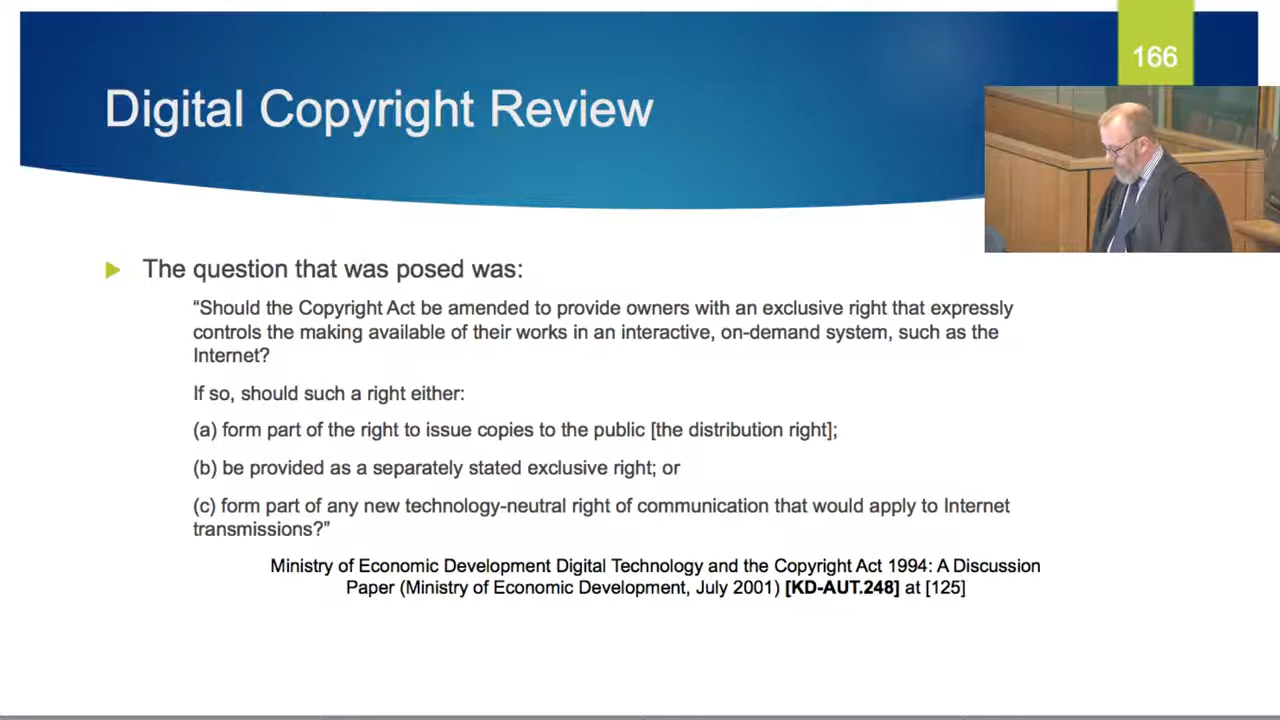 166
Digital Copyright Review
The question that was posed was:
“Should the Copyright Act be amended to provide owners with an exclusive right that expressly
controls the making available of their works in an interactive, on-demand system, such as the
Internet?
If so, should such a right either:
(a) form part of the right to issue copies to the public [the distribution right];
(b) be provided as a separately stated exclusive right; or
(c) form part of any new technology-neutral right of communication that would apply to Internet
transmissions?”
Ministry of Economic Development Digital Technology and the Copyright Act 1994: A Discussion
Paper (Ministry of Economic Development, July 2001) [KD-AUT.248] at [125]